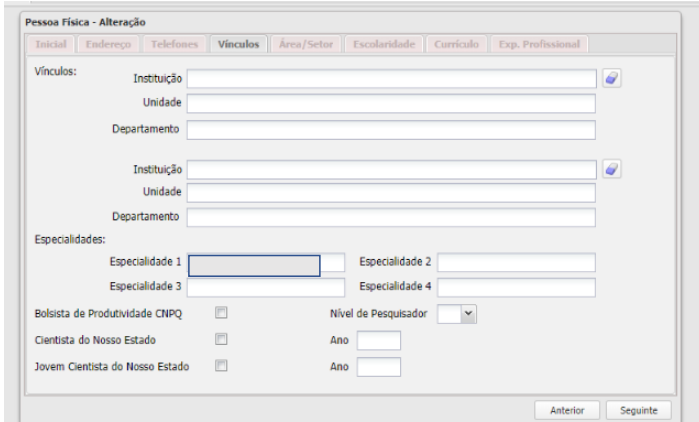 Pessoa Física - Alteração
Inicial Endereço Telefones Vínculos Área/Setor Escolaridade Currículo Exp. Profissional
Vínculos:
Instituição
Unidade
Departamento
Instituição
Unidade
Departamento
Especialidades:
Especialidade 1 Especialidade 2
Especialidade 3 Especialidade 4
Bolsista de Produtividade CNPQ Nível de Pesquisador
Cientista do Nosso Estado Ano
Jovem Cientista do Nosso Estado Ano
Anterior Seguinte